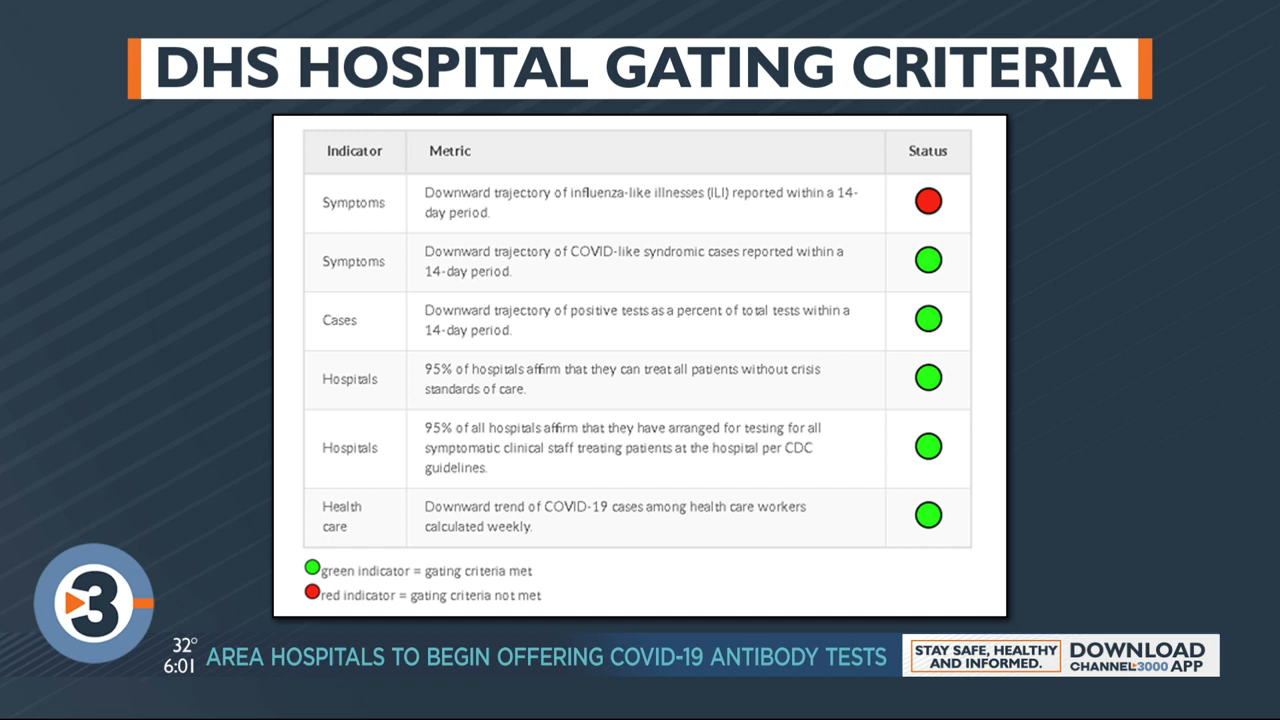 DHS HOSPITAL GATING CRITERIA
Indicator Metric Status
Symptoms
Downward trajectory of influenza-like illnesses (ILI) reported within a 14-
day period.
Symptoms
Downward trajectory of COVID-like syndromic cases reported within a
14-day period.
Cases
Downward trajectory of positive tests as a percent of total tests within a
14-day period.
Hospitals
95% of hospitals affirm that they can treat all patients without crisis
standards of care.
Hospitals
95% of all hospitals affirm that they have arranged for testing for all
symptomatic clinical staff treating patients at the hospital per CDC
guidelines.
Health
care
Downward trend of COVID-19 cases among health care workers
calculated weekly.
green indicator = gating criteria met
red indicator = gating criteria not met
3
32°
6:01
AREA HOSPITALS TO BEGIN OFFERING COVID-19 ANTIBODY TESTS
STAY SAFE, HEALTHY
AND INFORMED.
DOWNLOAD
CHANNEL3000 APP